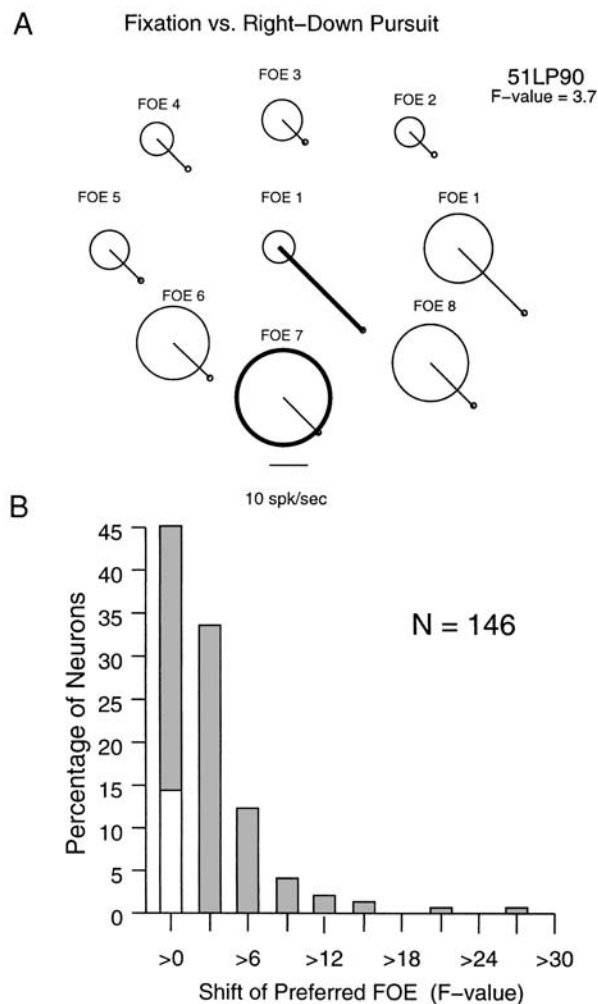 A
Fixation vs. Right–Down Pursuit
51LP90
F-value = 3.7
FOE 3
FOE 4
FOE 2
FOE 5
FOE 1
FOE 1
FOE 6
FOE 7
FOE 8
10 spk/sec
B
Percentage of Neurons
45
40
35
30
25
20
15
10
5
0
N = 146
>0
>6
>12
>18
>24
>30
Shift of Preferred FOE (F-value)